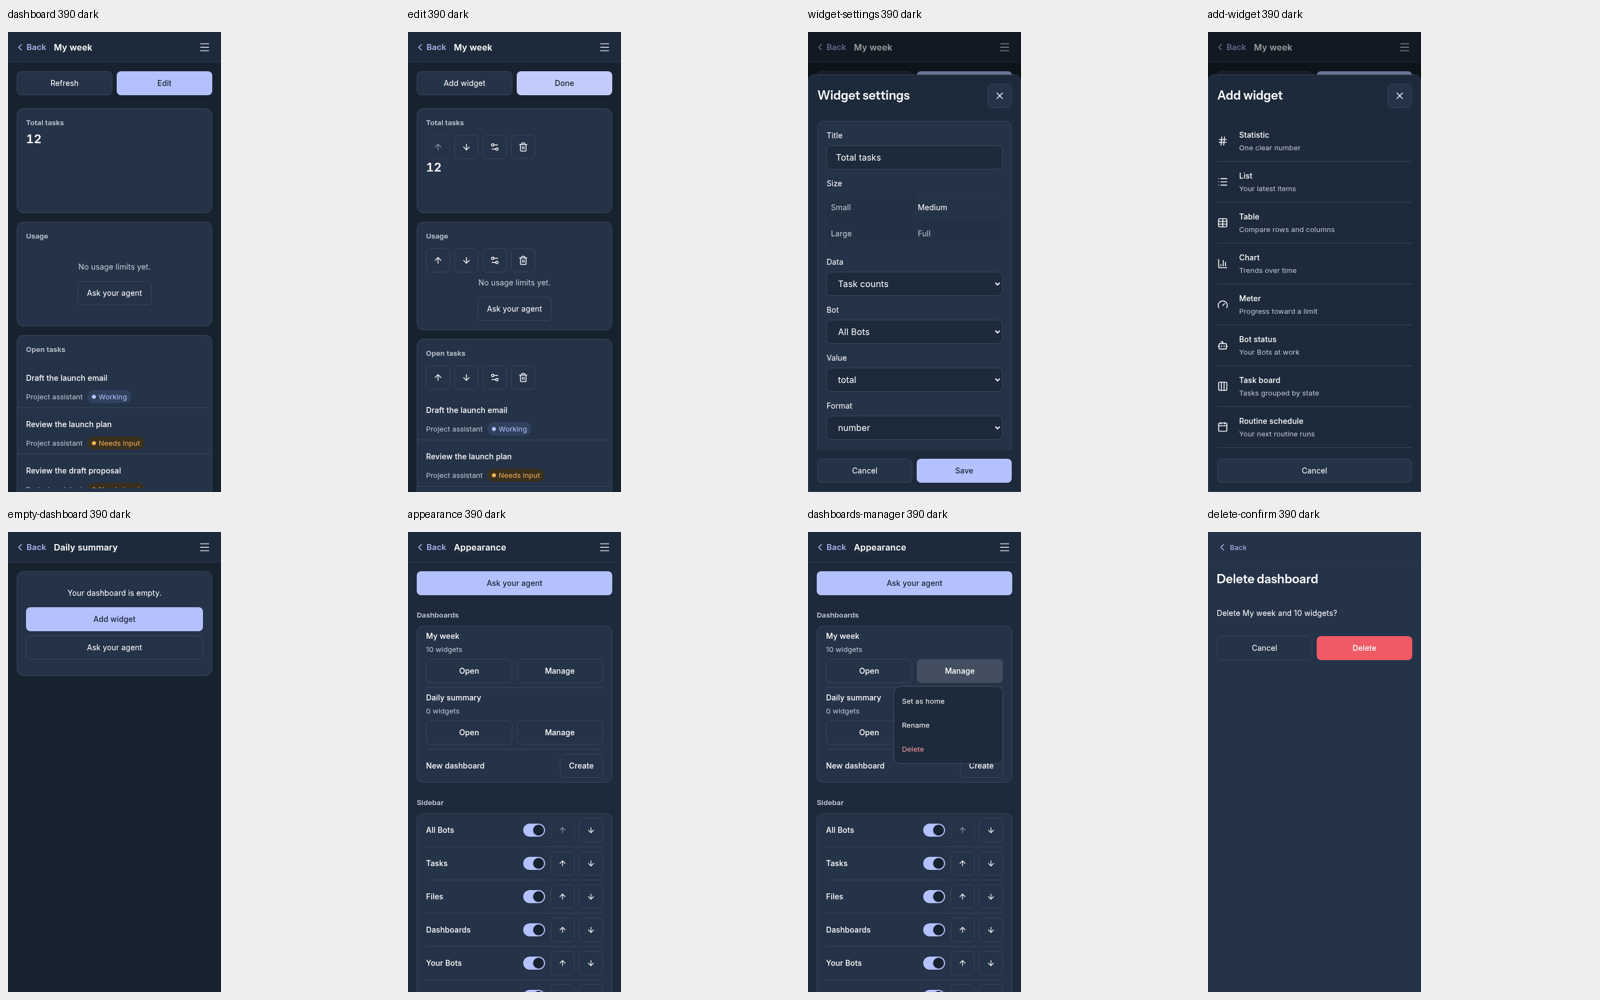 dashboard 390 dark
Back My week
Refresh Edit
Total tasks
12
Usage
No usage limits yet.
Ask your agent
Open tasks
Draft the launch email
Project assistant Working
Review the launch plan
Project assistant Needs input
Review the draft proposal
edit 390 dark
Back My week
Add widget Done
Total tasks
12
Usage
No usage limits yet.
Ask your agent
Open tasks
Draft the launch email
Project assistant Working
Review the launch plan
Project assistant Needs input
widget-settings 390 dark
Back My week
Widget settings
Title
Total tasks
Size
Small Medium
Large Full
Data
Task counts
Bot
All Bots
Value
total
Format
number
Cancel Save
add-widget 390 dark
Back My week
Add widget
Statistic
One clear number
List
Your latest items
Table
Compare rows and columns
Chart
Trends over time
Meter
Progress toward a limit
Bot status
Your Bots at work
Task board
Tasks grouped by state
Routine schedule
Your next routine runs
Cancel
empty-dashboard 390 dark
Back Daily summary
Your dashboard is empty.
Add widget
Ask your agent
appearance 390 dark
Back Appearance
Ask your agent
Dashboards
My week
10 widgets
Open Manage
Daily summary
0 widgets
Open Manage
New dashboard Create
Sidebar
All Bots
Tasks
Files
Dashboards
Your Bots
dashboards-manager 390 dark
Back Appearance
Ask your agent
Dashboards
My week
10 widgets
Open Manage
Daily summary
0 widgets
Open
Set as home
Rename
Delete
New dashboard Create
Sidebar
All Bots
Tasks
Files
Dashboards
Your Bots
delete-confirm 390 dark
Back
Delete dashboard
Delete My week and 10 widgets?
Cancel Delete